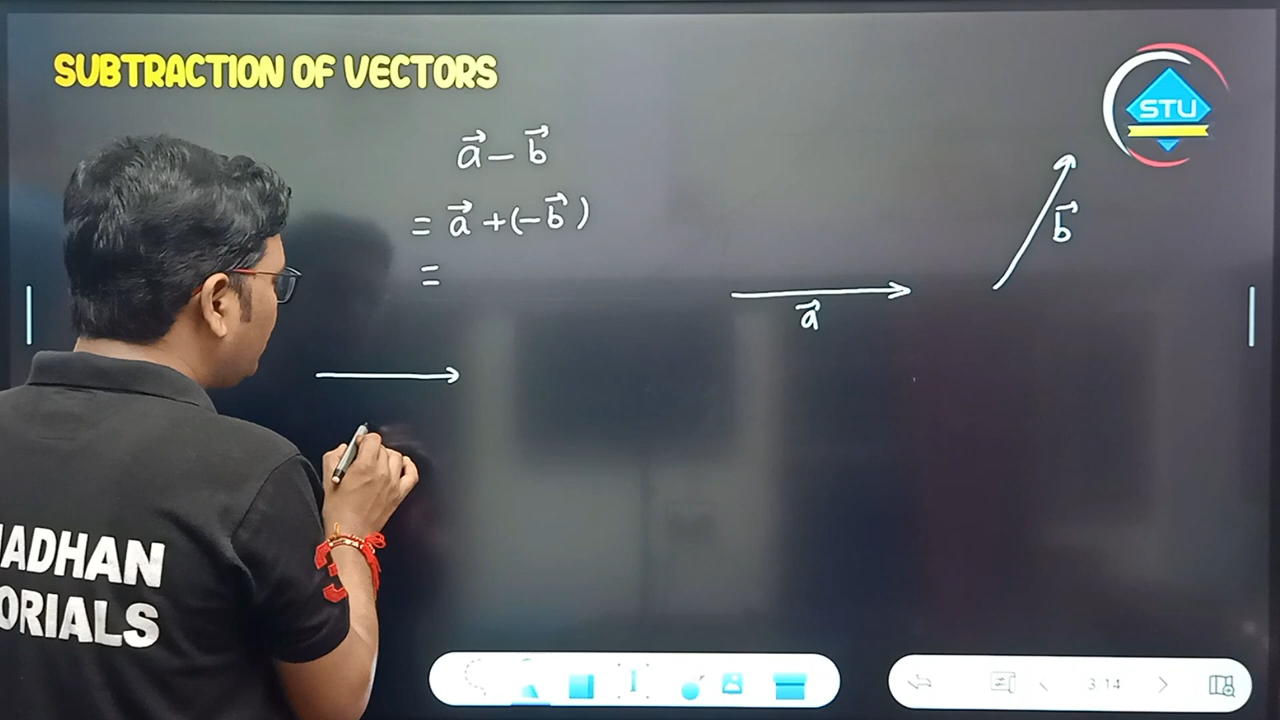 SUBTRACTION OF VECTORS
STU
a⃗ − b⃗
= a⃗ + (−b⃗)
=
b⃗
a⃗
ADHAN
ORIALS
3 14